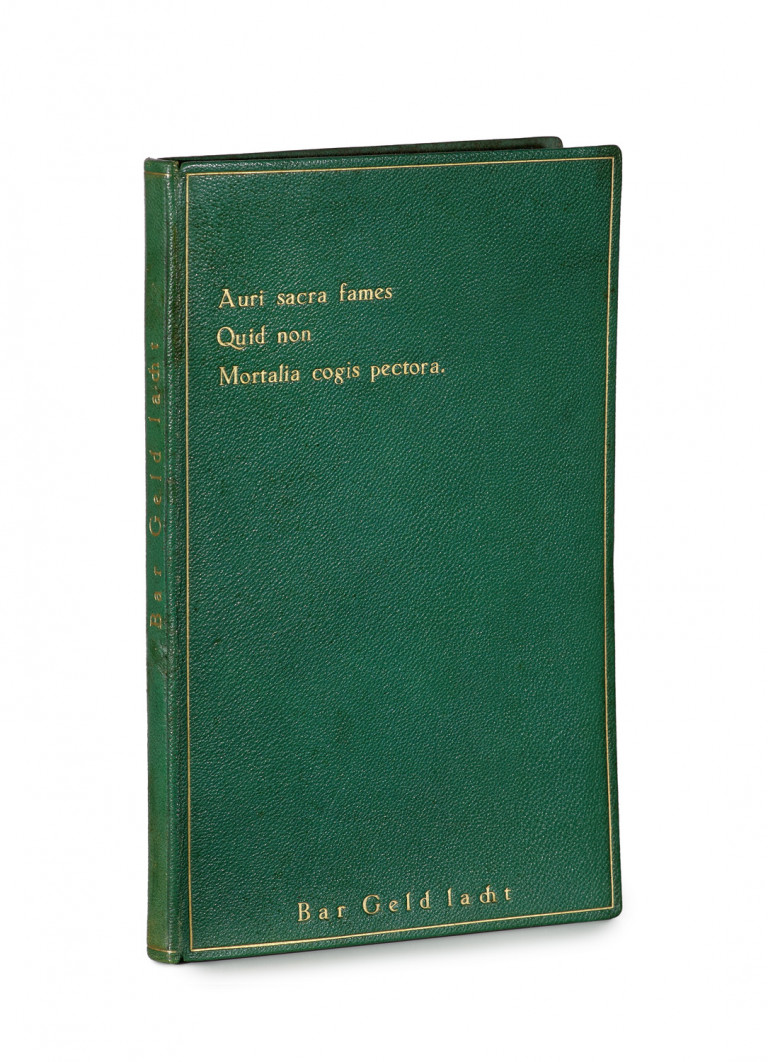 Auri sacra fames
Quid non
Mortalia cogis pectora.
Bar Geld lacht
Bar Geld lacht